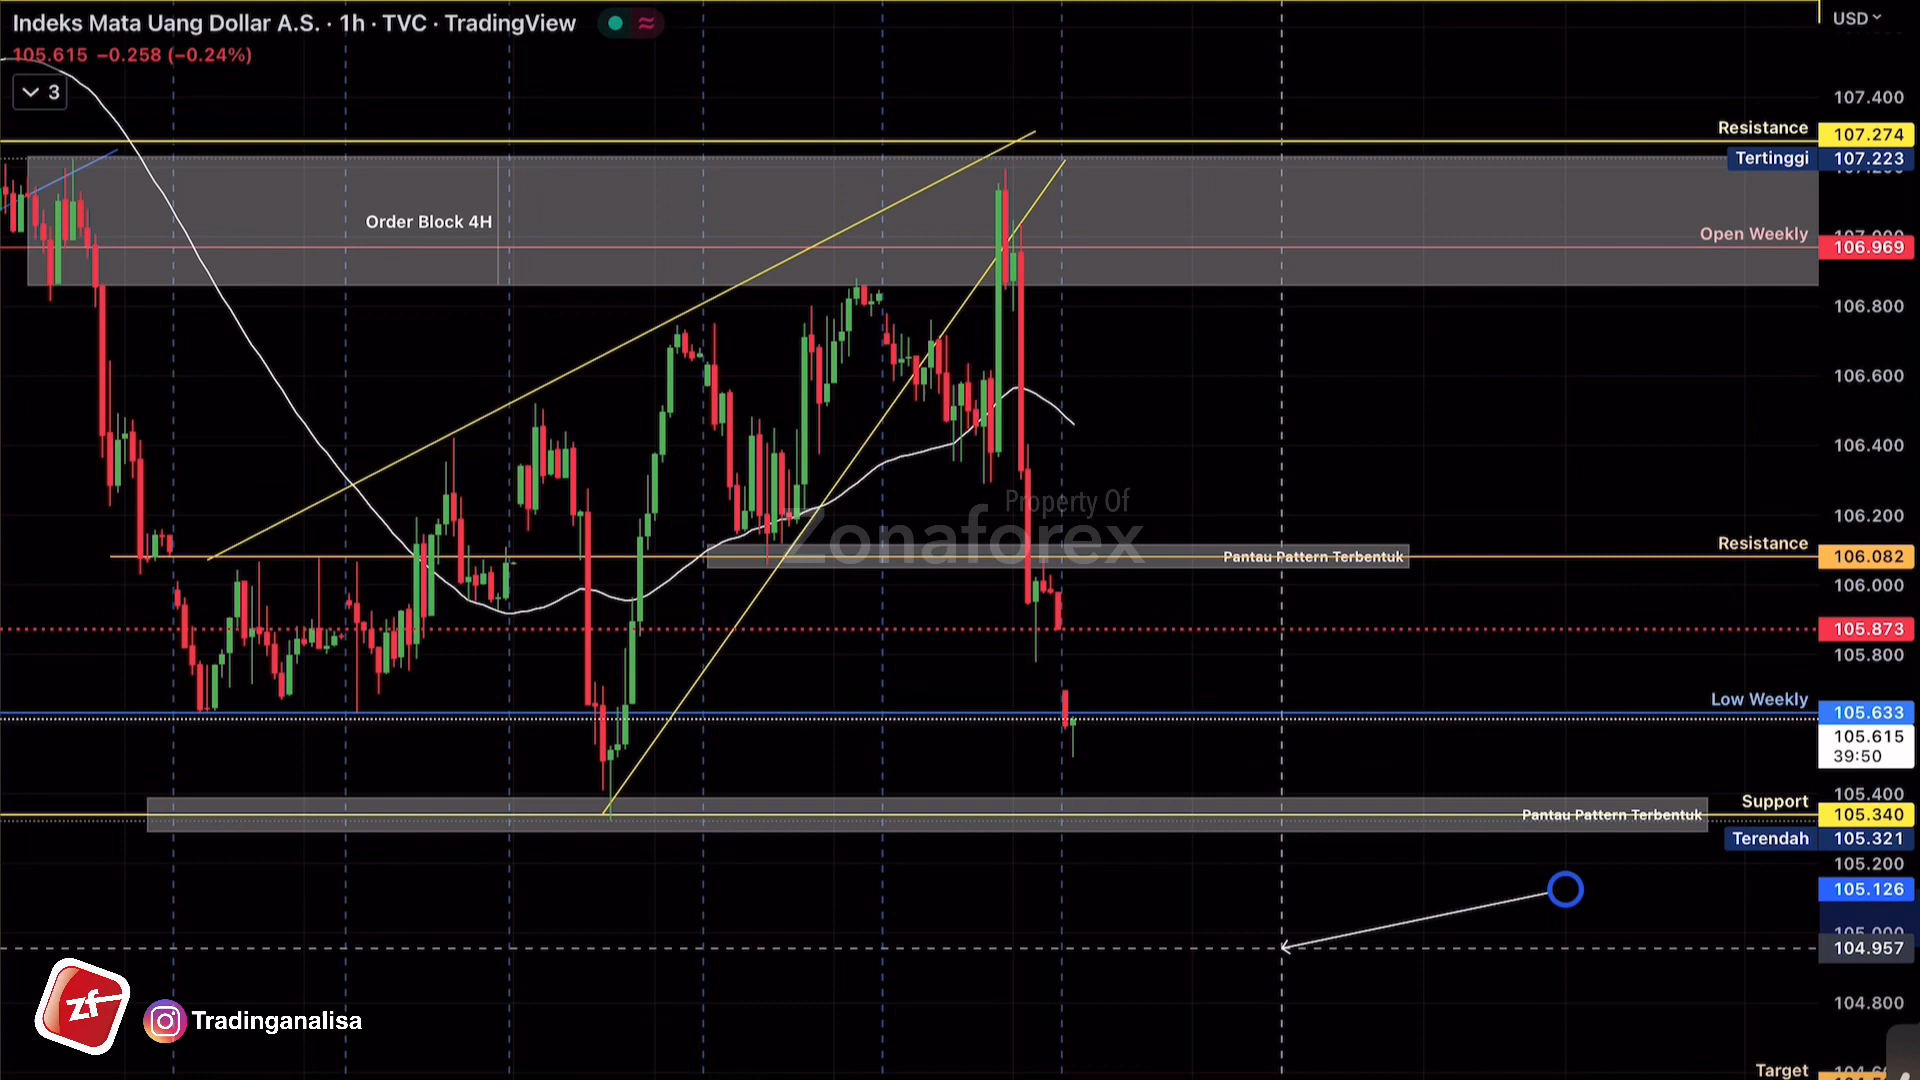 Indeks Mata Uang Dollar A.S. · 1h · TVC · TradingView
USD
105.615 −0.258 (−0.24%)
3
107.400
Resistance 107.274
Tertinggi 107.223
Order Block 4H
Open Weekly
106.969
106.800
106.600
106.400
Property Of
Zonaforex
106.200
Resistance
Pantau Pattern Terbentuk 106.082
106.000
105.873
105.800
Low Weekly
105.633
105.615
39:50
105.400
Support
Pantau Pattern Terbentuk 105.340
Terendah 105.321
105.200
105.126
105.000
104.957
104.800
zf
Tradinganalisa
Target